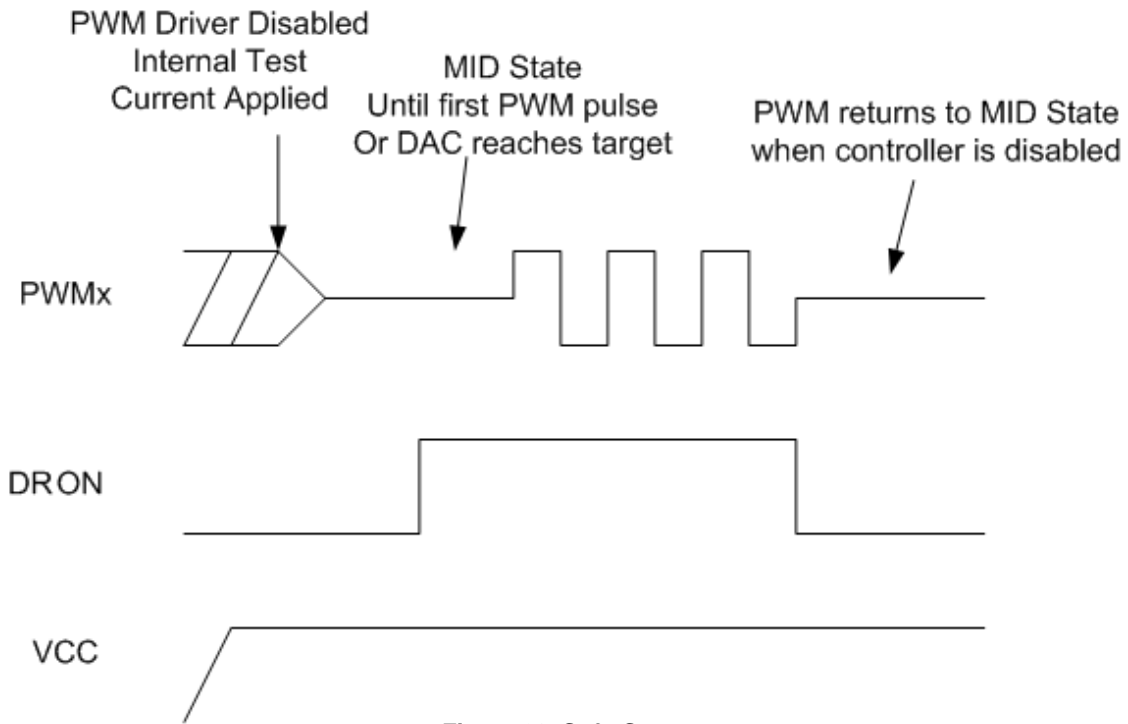 PWM Driver Disabled
Internal Test
Current Applied
MID State
Until first PWM pulse
Or DAC reaches target
PWM returns to MID State
when controller is disabled
PWMx
DRON
VCC